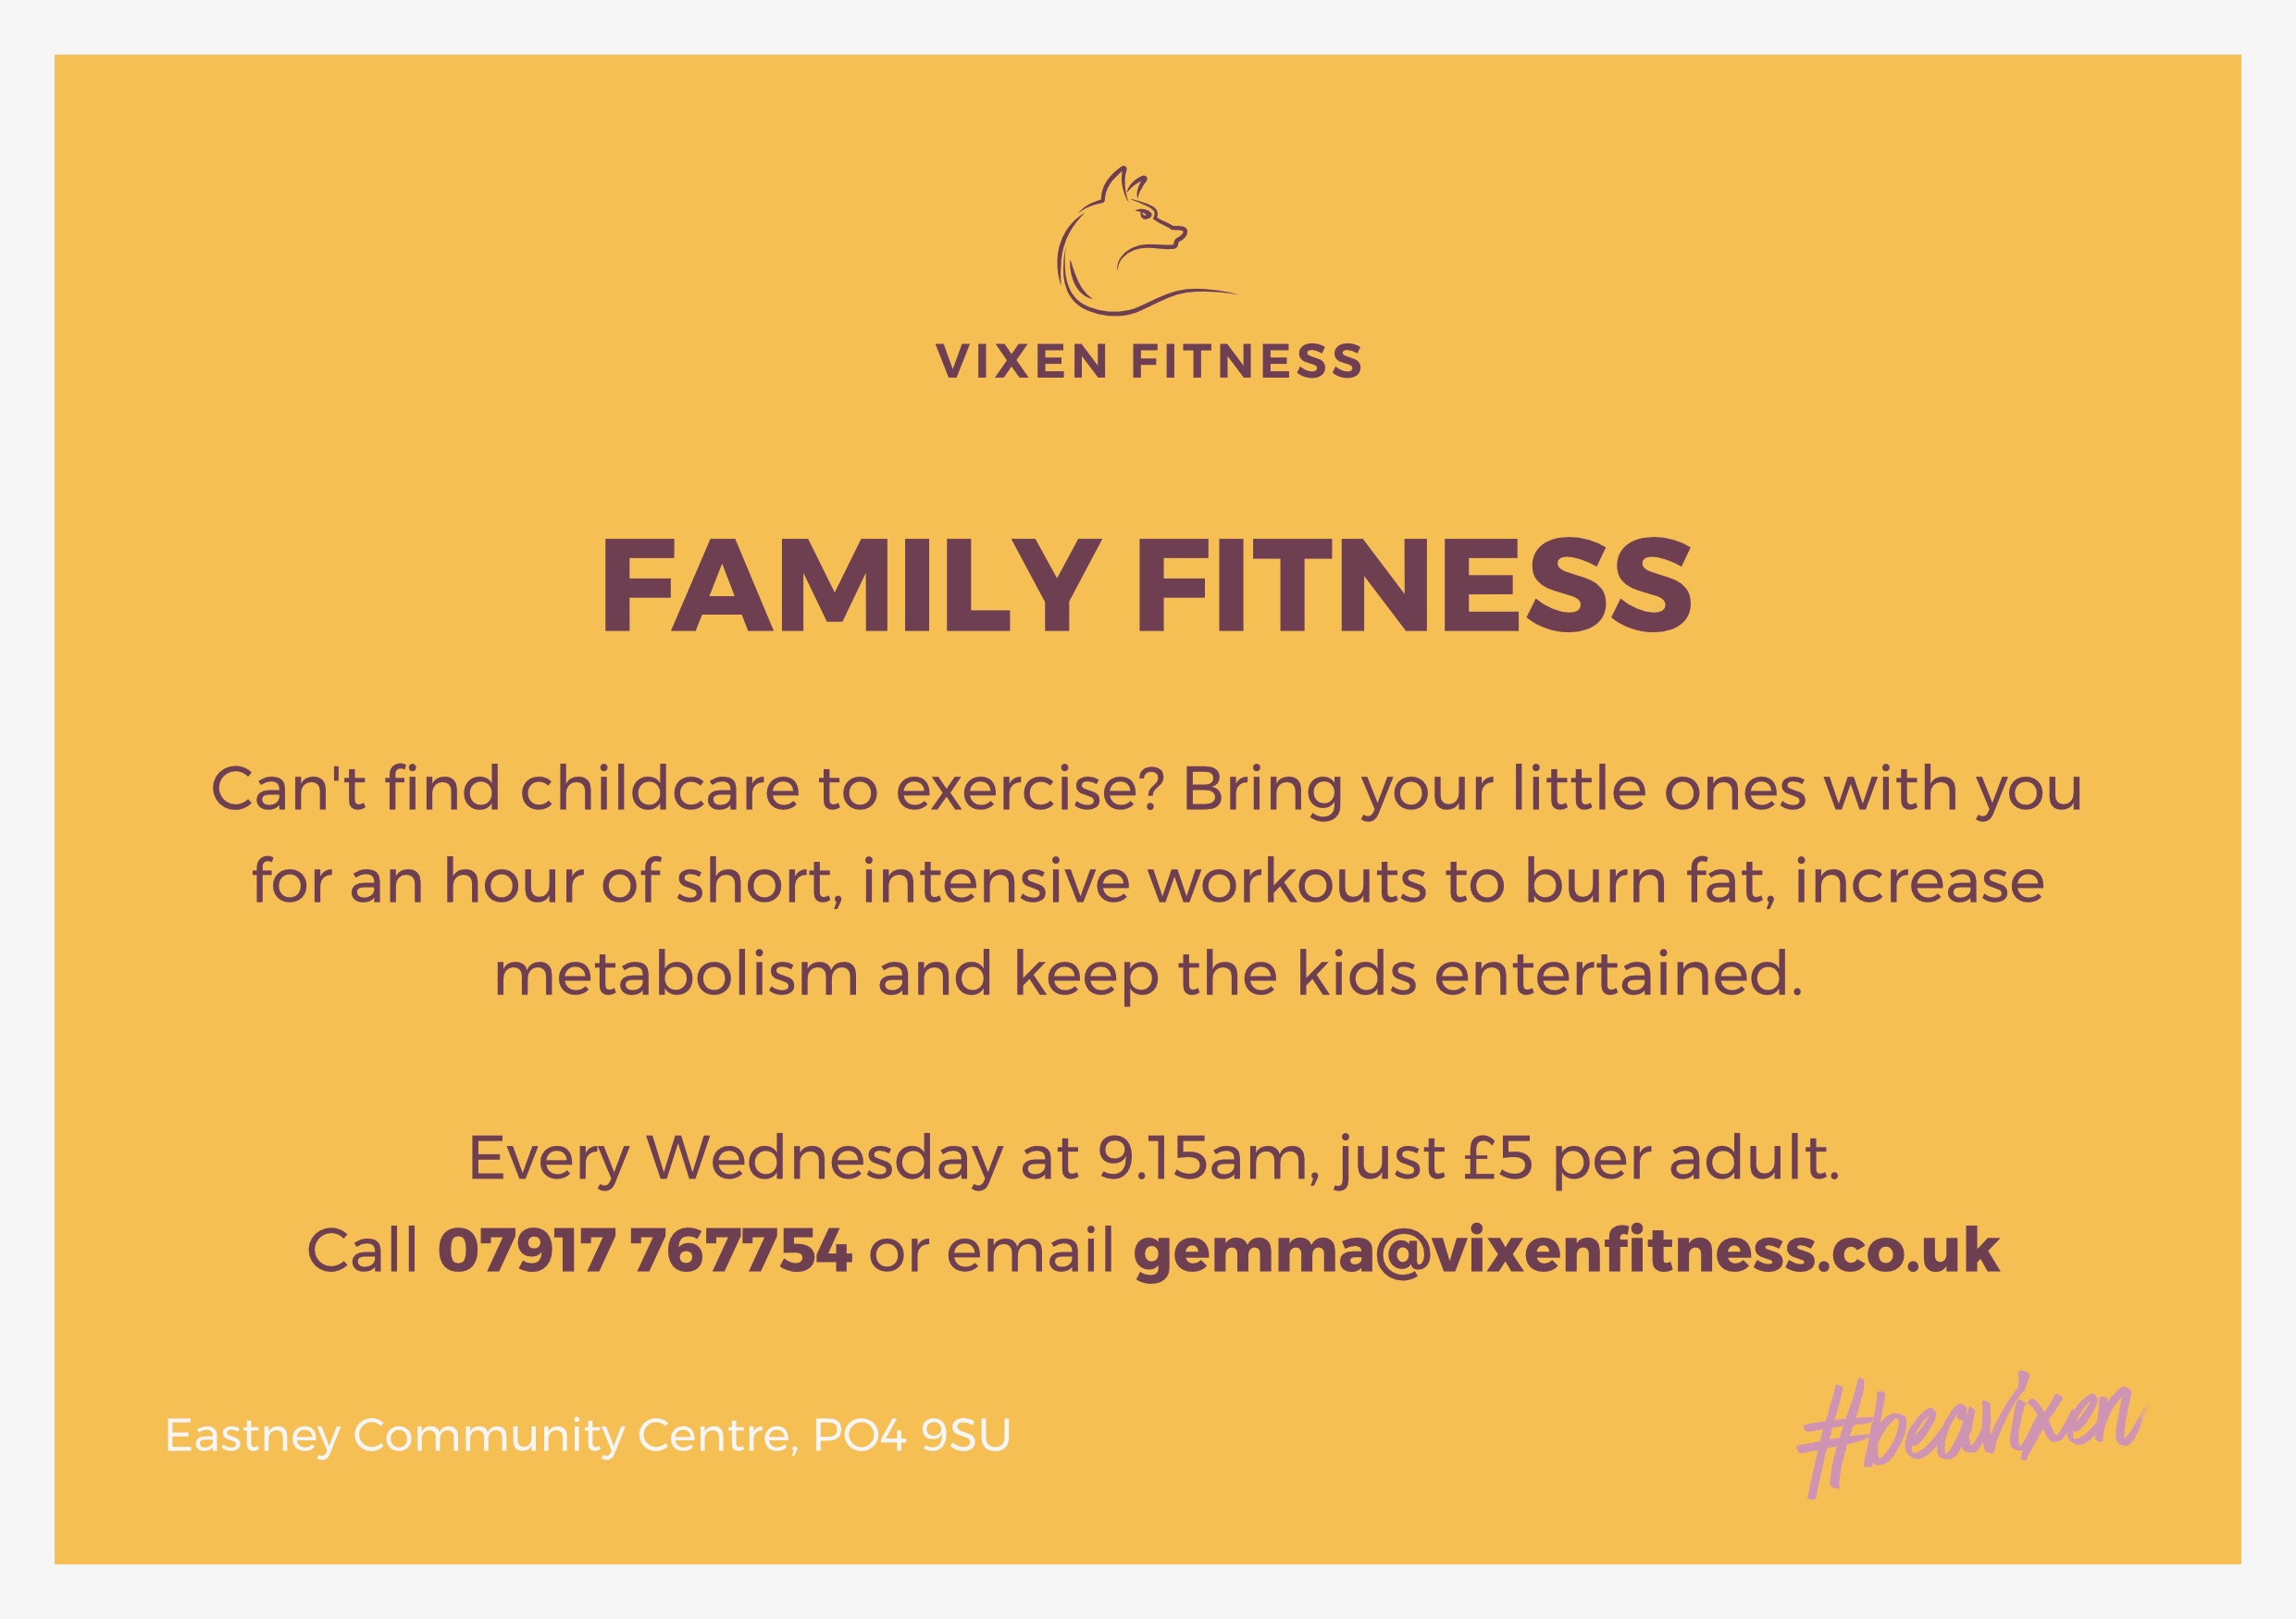 VIXEN FITNESS
FAMILY FITNESS
Can't find childcare to exercise? Bring your little ones with you
for an hour of short, intensive workouts to burn fat, increase
metabolism and keep the kids entertained.
Every Wednesday at 9.15am, just £5 per adult.
Call 07917 767754 or email gemma@vixenfitness.co.uk
Eastney Community Centre, PO4 9SU
#beavixen